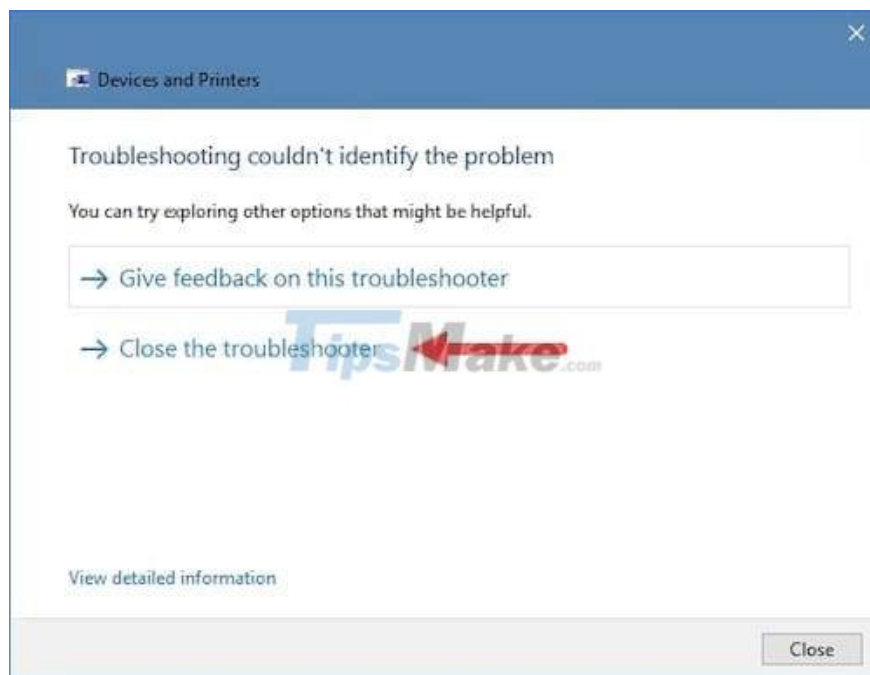 Devices and Printers
Troubleshooting couldn't identify the problem
You can try exploring other options that might be helpful.
→ Give feedback on this troubleshooter
→ Close the troubleshooter
TipsMake.com
View detailed information
Close